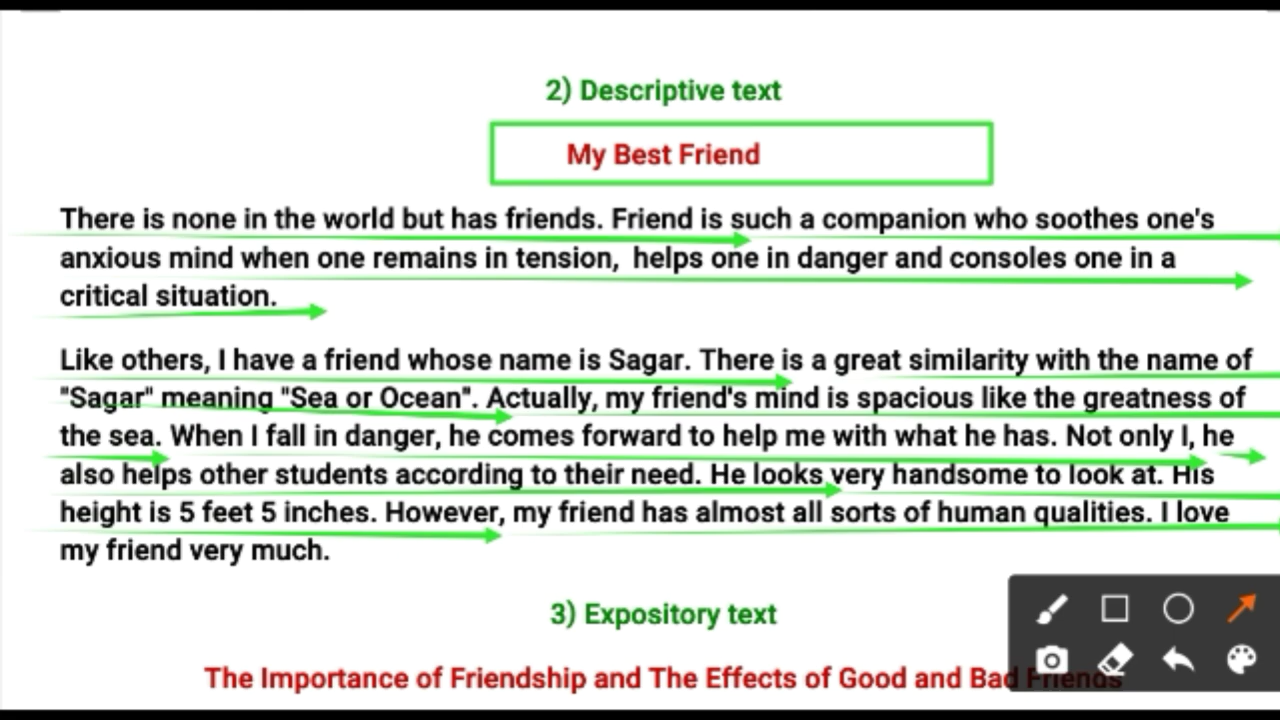 2) Descriptive text
My Best Friend
There is none in the world but has friends. Friend is such a companion who soothes one's
anxious mind when one remains in tension, helps one in danger and consoles one in a
critical situation.
Like others, I have a friend whose name is Sagar. There is a great similarity with the name of
"Sagar" meaning "Sea or Ocean". Actually, my friend's mind is spacious like the greatness of
the sea. When I fall in danger, he comes forward to help me with what he has. Not only I, he
also helps other students according to their need. He looks very handsome to look at. His
height is 5 feet 5 inches. However, my friend has almost all sorts of human qualities. I love
my friend very much.
3) Expository text
The Importance of Friendship and The Effects of Good and Bad Friends